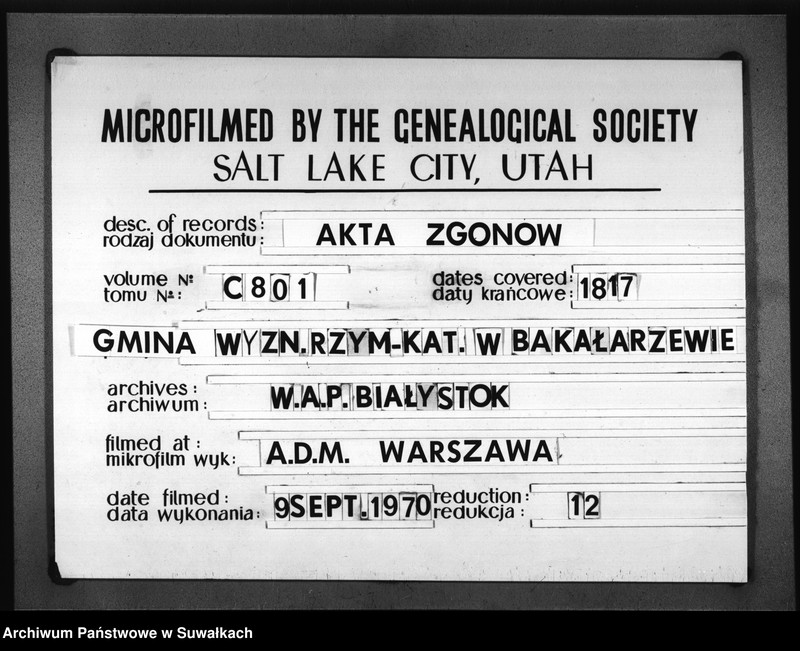 MICROFILMED BY THE GENEALOGICAL SOCIETY
SALT LAKE CITY, UTAH
desc. of records: AKTA ZGONOW
rodzaj dokumentu:
volume № C801 dates covered: 1817
tomu №: daty krańcowe:
GMINA WYZN.RZYM-KAT. W BAKAŁARZEWIE
archives: W.A.P. BIAŁYSTOK
archiwum:
filmed at: A.D.M. WARSZAWA
mikrofilm wyk:
date filmed: 9 SEPT. 1970 reduction: 12
data wykonania: redukcja:
Archiwum Państwowe w Suwałkach